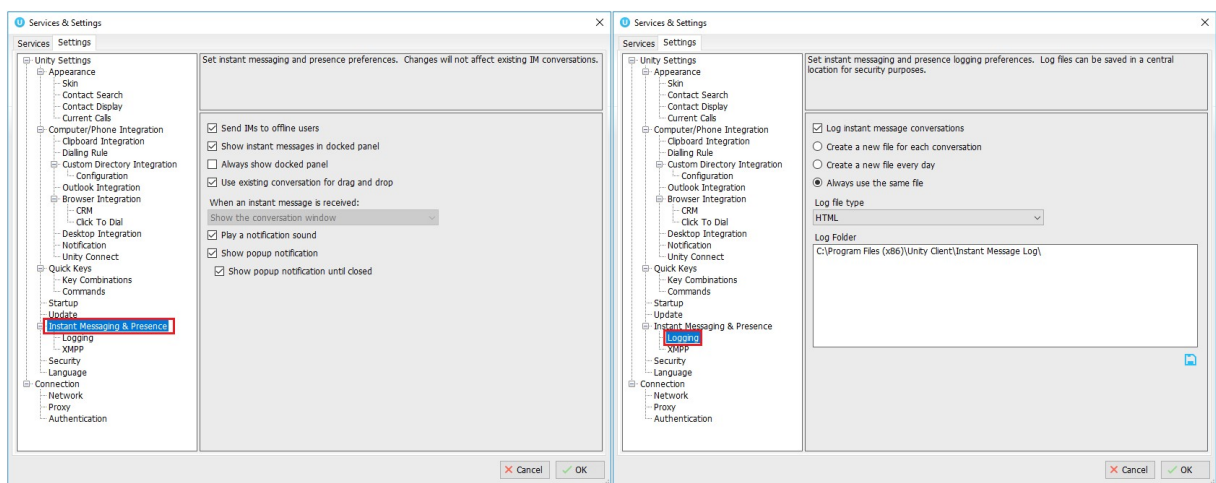 Services & Settings
Services Settings
Unity Settings
Appearance
Skin
Contact Search
Contact Display
Current Calls
Computer/Phone Integration
Clipboard Integration
Dialing Rule
Custom Directory Integration
Configuration
Outlook Integration
Browser Integration
CRM
Click To Dial
Desktop Integration
Notification
Unity Connect
Quick Keys
Key Combinations
Commands
Startup
Update
Instant Messaging & Presence
Logging
XMPP
Security
Language
Connection
Network
Proxy
Authentication
Set instant messaging and presence preferences. Changes will not affect existing IM conversations.
Send IMs to offline users
Show instant messages in docked panel
Always show docked panel
Use existing conversation for drag and drop
When an instant message is received:
Show the conversation window
Play a notification sound
Show popup notification
Show popup notification until closed
Cancel OK
Services & Settings
Services Settings
Unity Settings
Appearance
Skin
Contact Search
Contact Display
Current Calls
Computer/Phone Integration
Clipboard Integration
Dialing Rule
Custom Directory Integration
Configuration
Outlook Integration
Browser Integration
CRM
Click To Dial
Desktop Integration
Notification
Unity Connect
Quick Keys
Key Combinations
Commands
Startup
Update
Instant Messaging & Presence
Logging
XMPP
Security
Language
Connection
Network
Proxy
Authentication
Set instant messaging and presence logging preferences. Log files can be saved in a central
location for security purposes.
Log instant message conversations
Create a new file for each conversation
Create a new file every day
Always use the same file
Log file type
HTML
Log Folder
C:\Program Files (x86)\Unity Client\Instant Message Log\
Cancel OK